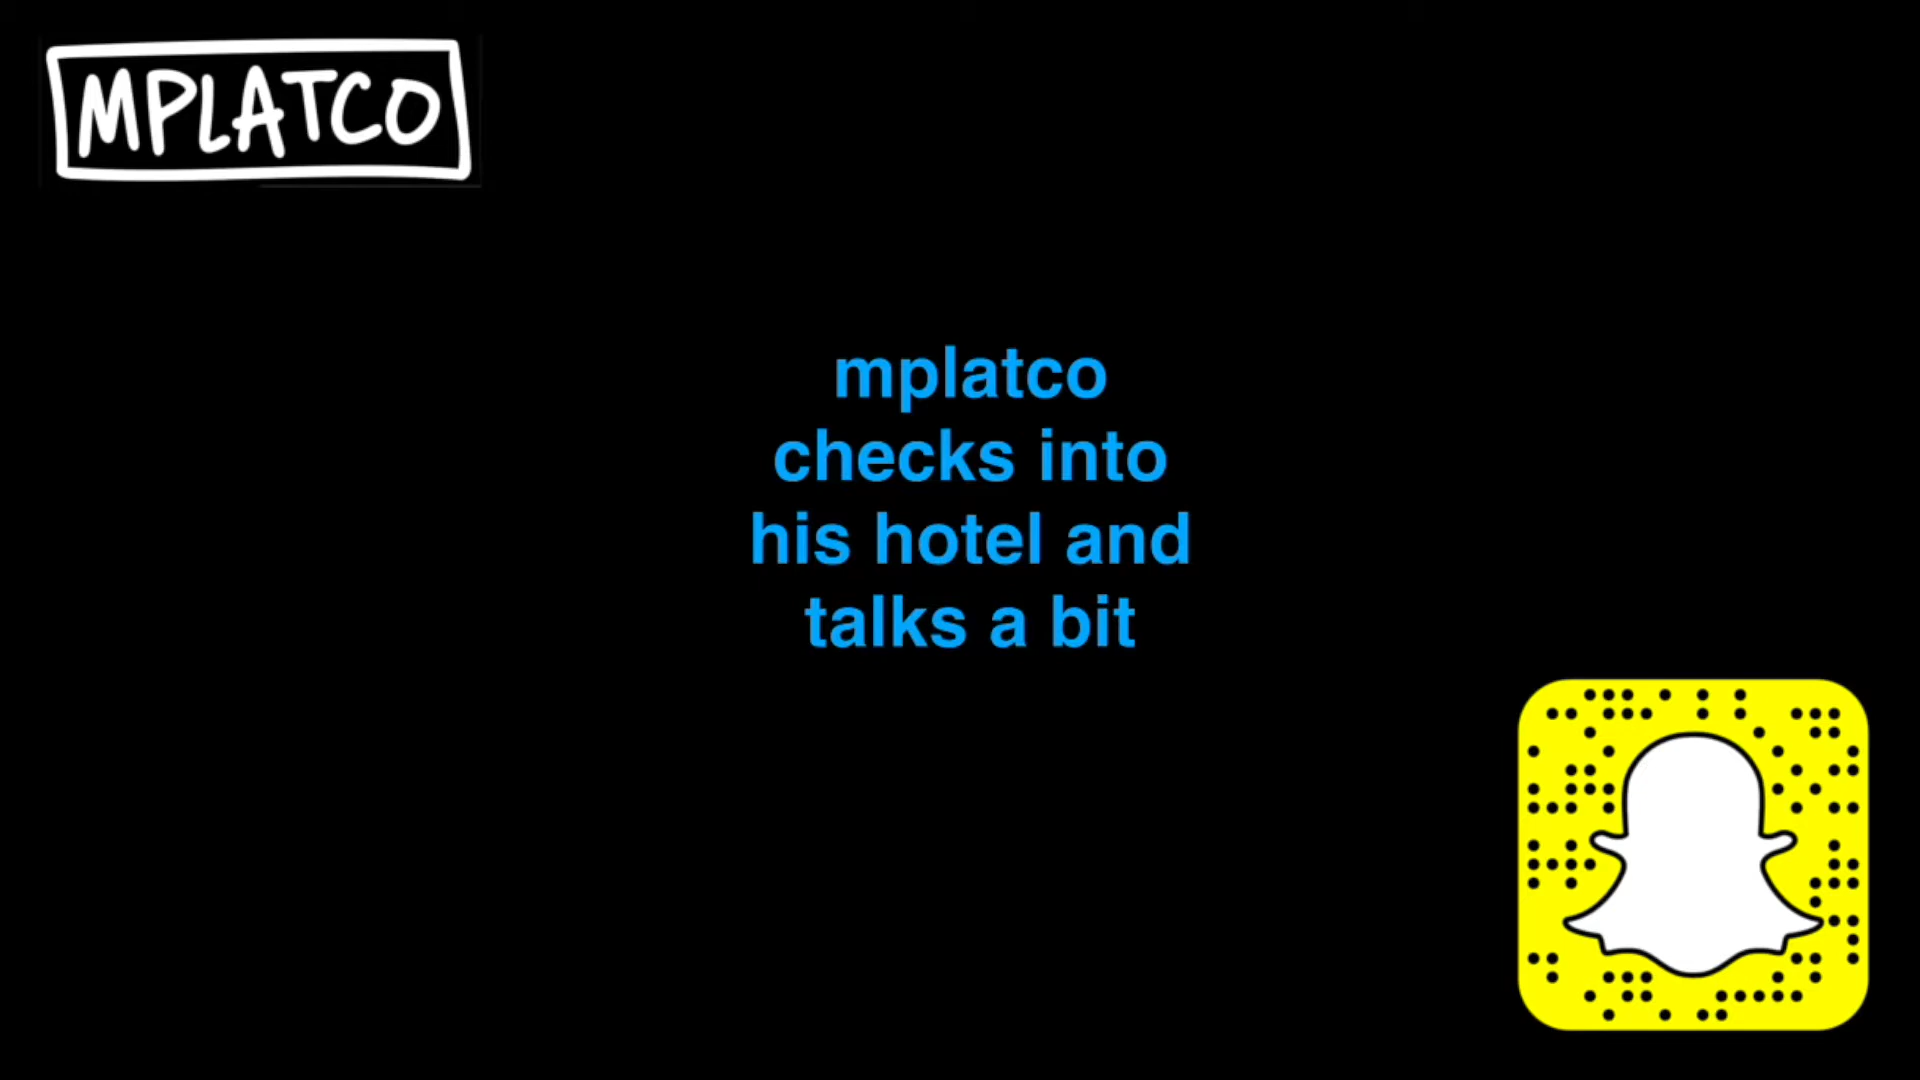 MPLATCO
mplatco
checks into
his hotel and
talks a bit